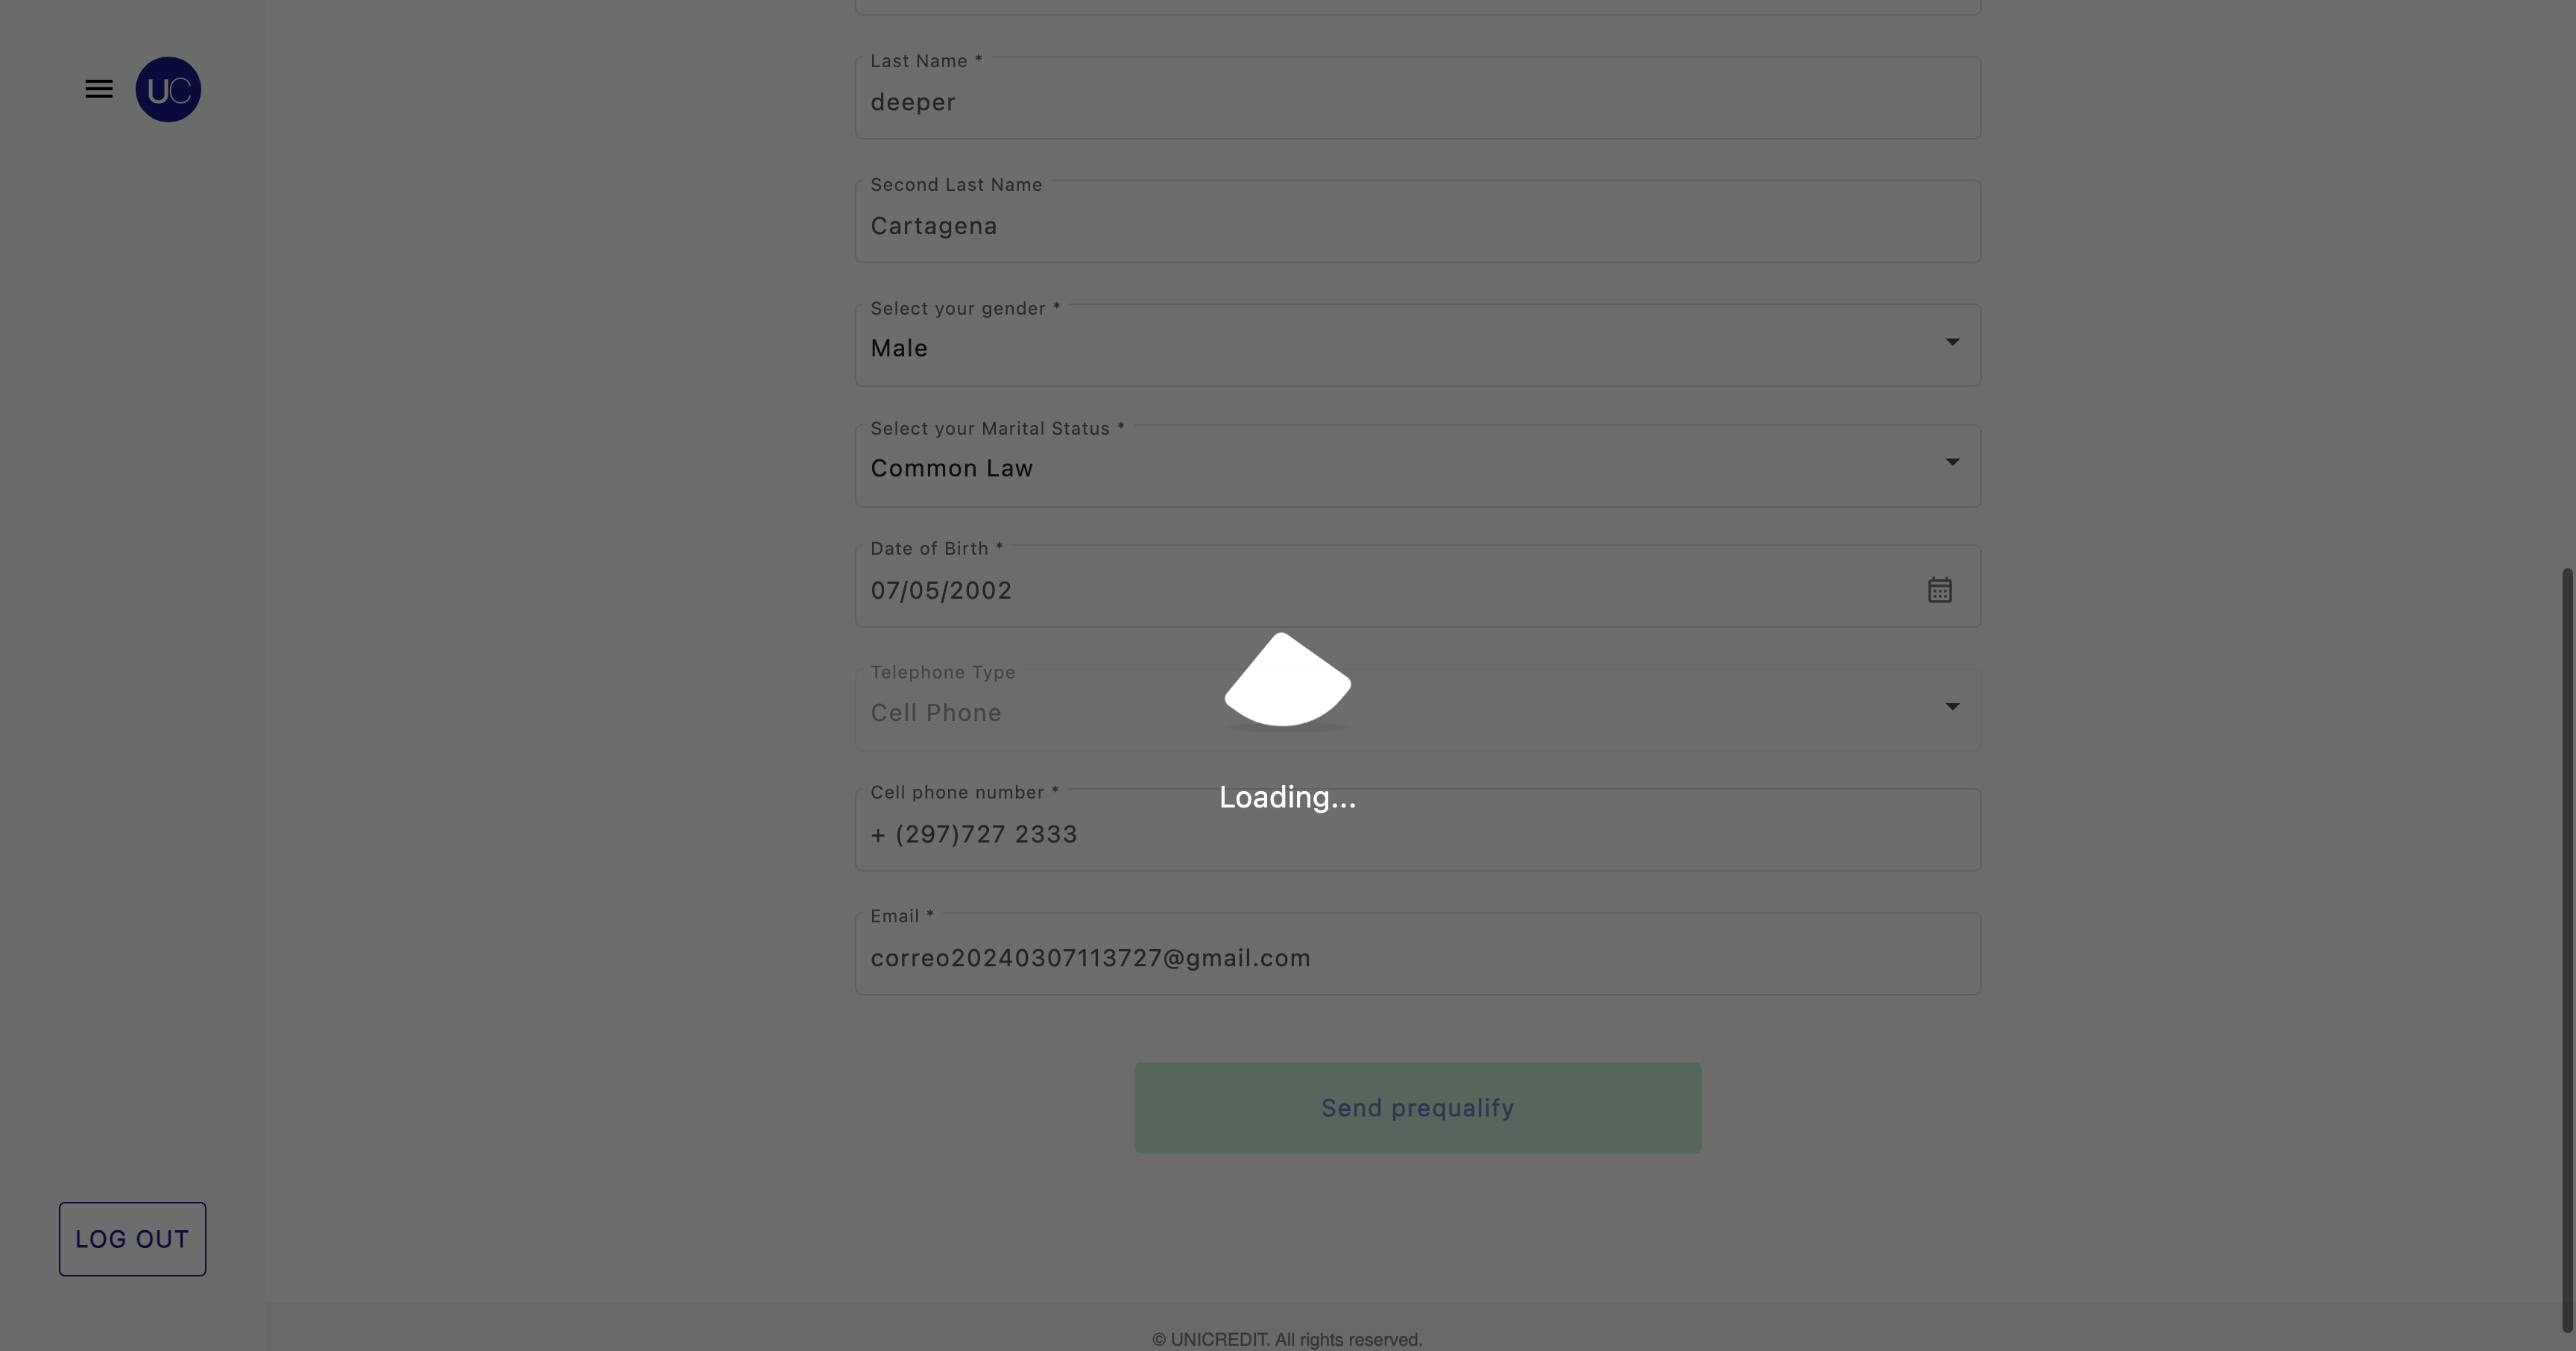 UC
Last Name *
deeper
Second Last Name
Cartagena
Select your gender *
Male
Select your Marital Status *
Common Law
Date of Birth *
07/05/2002
Telephone Type
Cell Phone
Loading...
Cell phone number *
+ (297)727 2333
Email *
correo20240307113727@gmail.com
Send prequalify
LOG OUT
© UNICREDIT. All rights reserved.